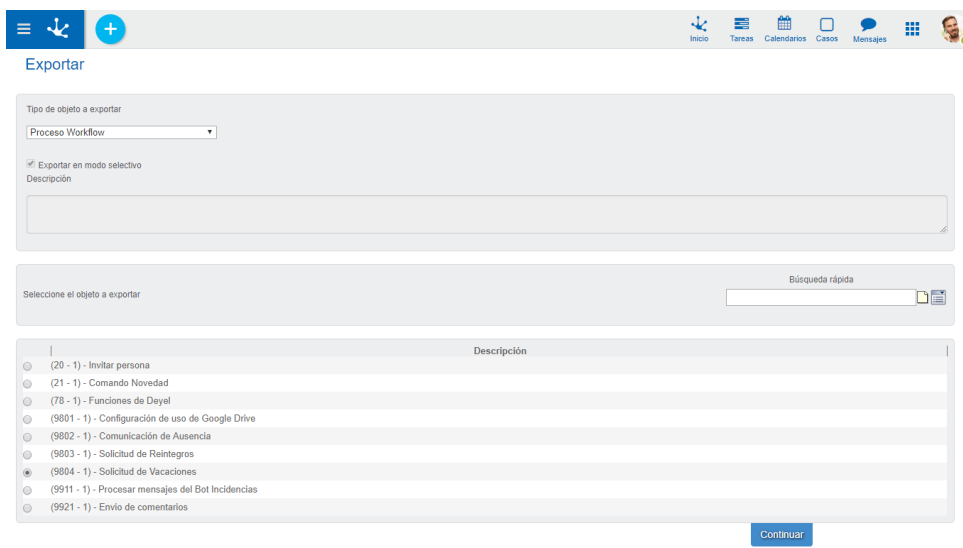 Inicio
Tareas
Calendarios
Casos
Mensajes
Exportar
Tipo de objeto a exportar
Proceso Workflow
Exportar en modo selectivo
Descripción
Búsqueda rápida
Seleccione el objeto a exportar
Descripción
(20 - 1) - Invitar persona
(21 - 1) - Comando Novedad
(78 - 1) - Funciones de Deyel
(9801 - 1) - Configuración de uso de Google Drive
(9802 - 1) - Comunicación de Ausencia
(9803 - 1) - Solicitud de Reintegros
(9804 - 1) - Solicitud de Vacaciones
(9911 - 1) - Procesar mensajes del Bot Incidencias
(9921 - 1) - Envio de comentarios
Continuar